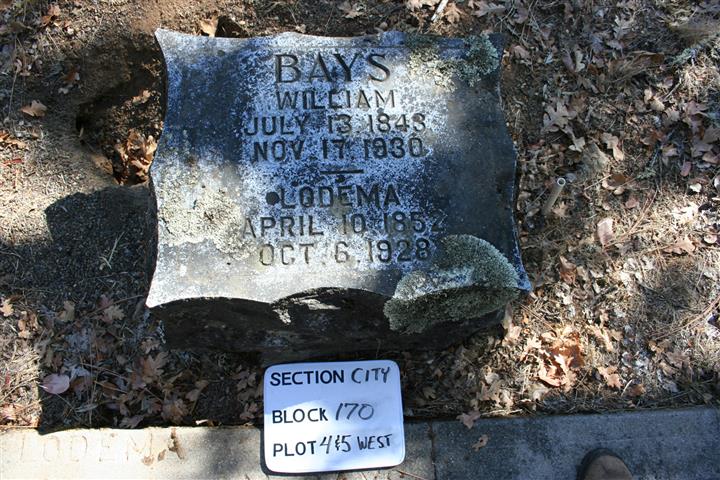 BAYS
WILLIAM
JULY 13, 1843
NOV. 17, 1930
LODEMA
APRIL 10, 1852
OCT. 6, 1928
SECTION CITY
BLOCK 170
PLOT 4&5 WEST
LODEMA